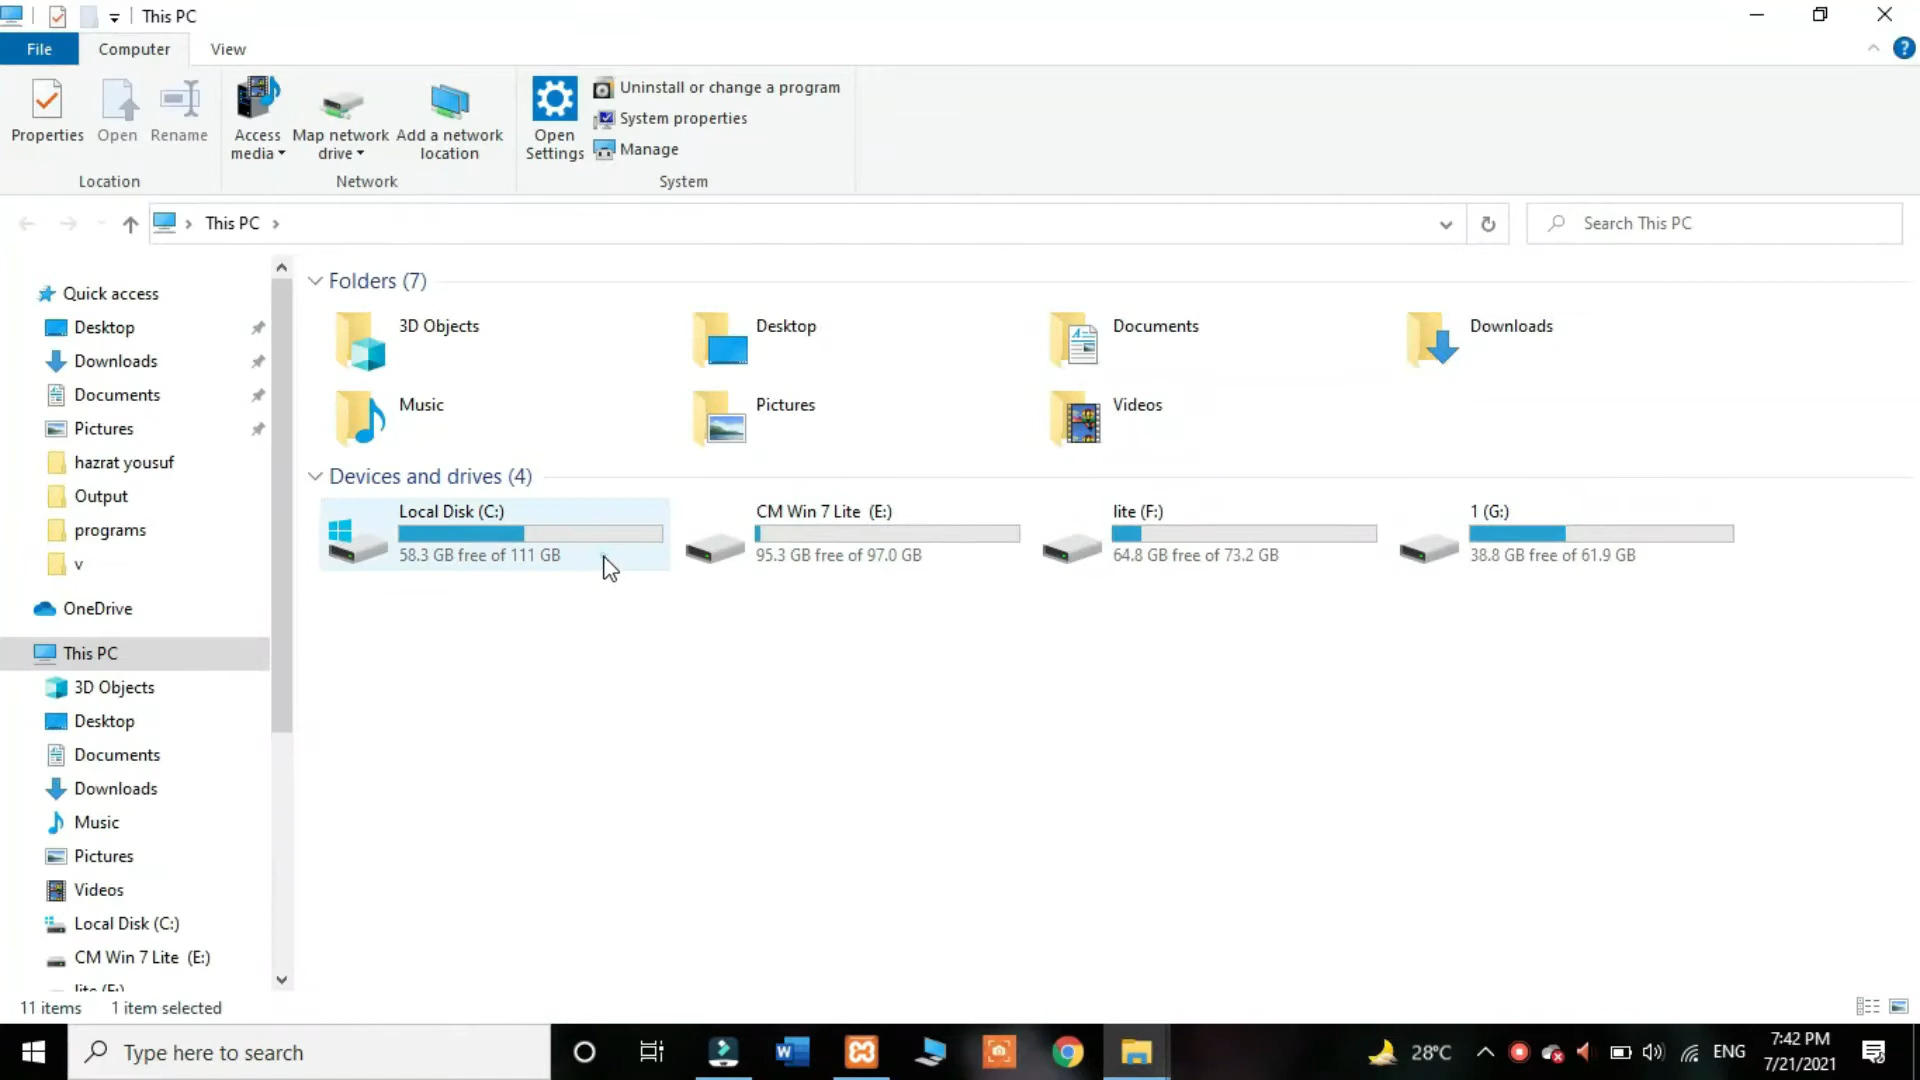 This PC
File Computer View
Uninstall or change a program
System properties
Manage
Properties Open Rename
Access media
Map network drive
Add a network location
Open Settings
Location Network System
This PC
Search This PC
Quick access
Desktop
Downloads
Documents
Pictures
hazrat yousuf
Output
programs
v
OneDrive
This PC
3D Objects
Desktop
Documents
Downloads
Music
Pictures
Videos
Local Disk (C:)
CM Win 7 Lite (E:)
lite (F:)
Folders (7)
3D Objects Desktop Documents Downloads
Music Pictures Videos
Devices and drives (4)
Local Disk (C:)
58.3 GB free of 111 GB
CM Win 7 Lite (E:)
95.3 GB free of 97.0 GB
lite (F:)
64.8 GB free of 73.2 GB
1 (G:)
38.8 GB free of 61.9 GB
11 items 1 item selected
Type here to search
W
28°C
ENG
7:42 PM
7/21/2021